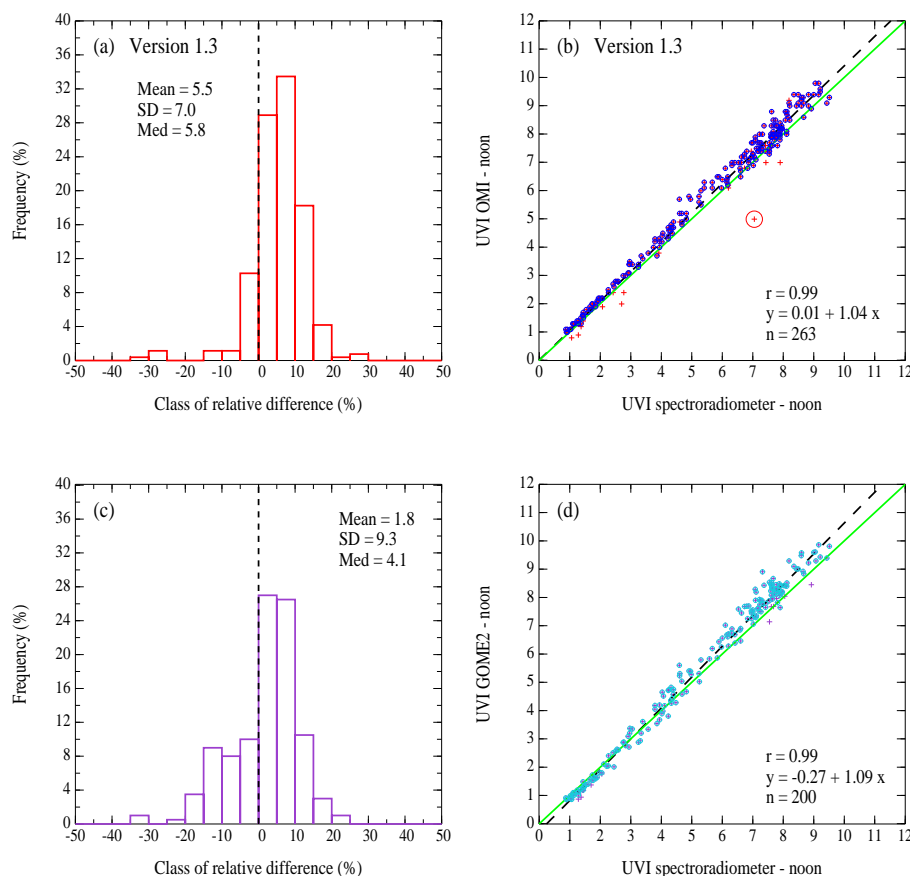 (a) Version 1.3
Mean = 5.5
SD = 7.0
Med = 5.8
Frequency (%)
40
36
32
28
24
20
16
12
8
4
0
-50 -40 -30 -20 -10 0 10 20 30 40 50
Class of relative difference (%)
(b) Version 1.3
UVI OMI - noon
12
11
10
9
8
7
6
5
4
3
2
1
0
r = 0.99
y = 0.01 + 1.04 x
n = 263
0 1 2 3 4 5 6 7 8 9 10 11 12
UVI spectroradiometer - noon
(c)
Mean = 1.8
SD = 9.3
Med = 4.1
Frequency (%)
40
36
32
28
24
20
16
12
8
4
0
-50 -40 -30 -20 -10 0 10 20 30 40 50
Class of relative difference (%)
(d)
UVI GOME2 - noon
12
11
10
9
8
7
6
5
4
3
2
1
0
r = 0.99
y = -0.27 + 1.09 x
n = 200
0 1 2 3 4 5 6 7 8 9 10 11 12
UVI spectroradiometer - noon